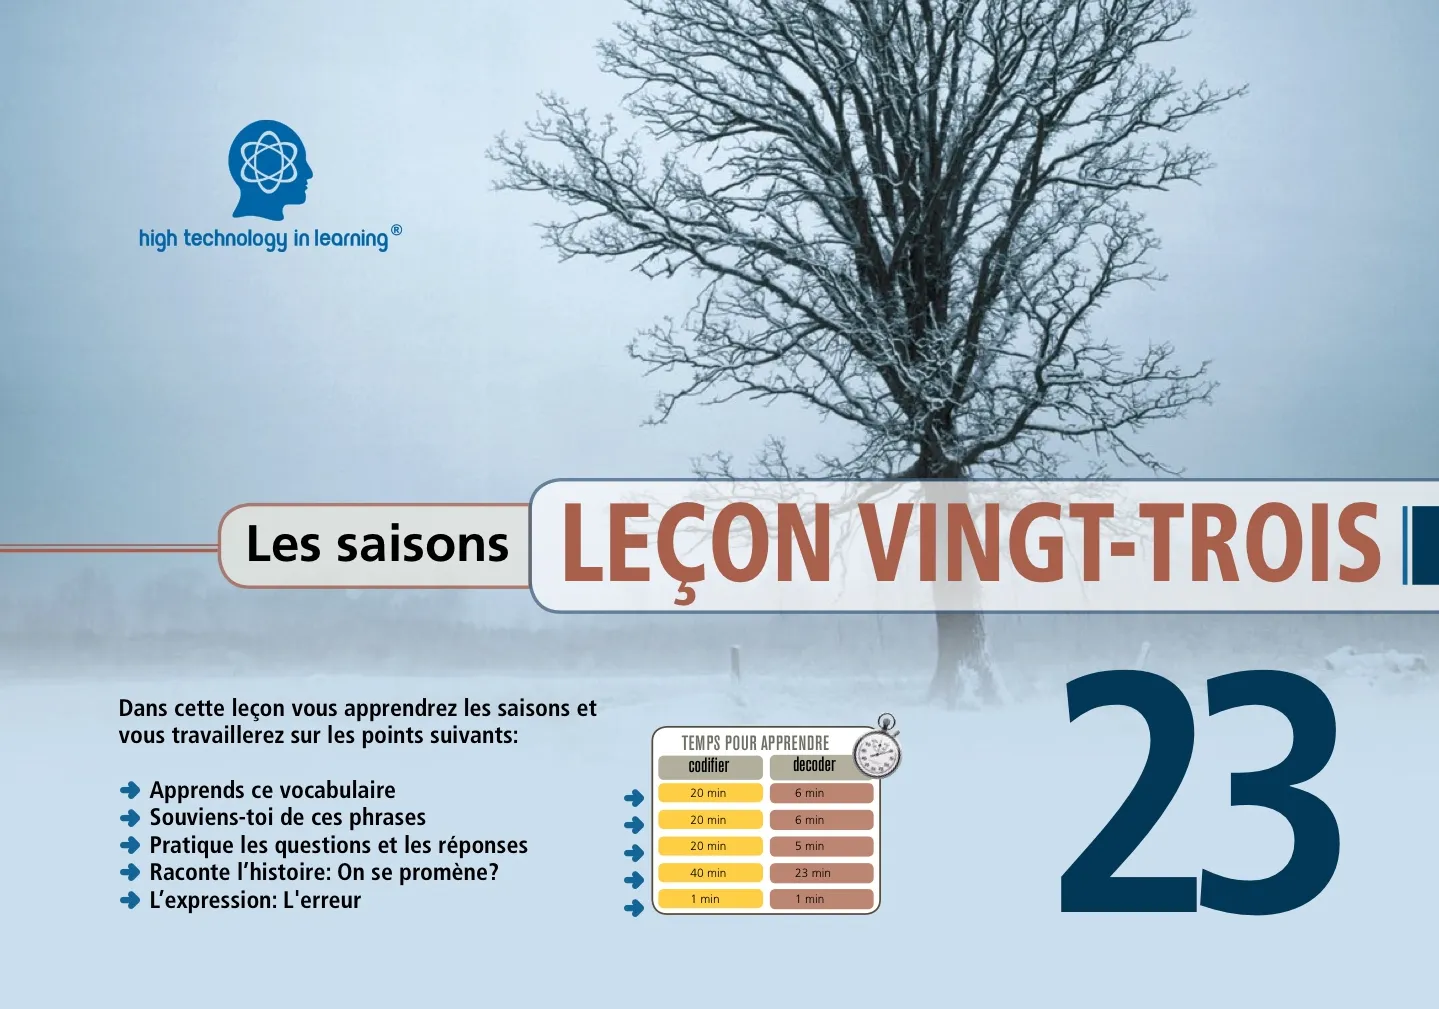 high technology in learning®
Les saisons
LEÇON VINGT-TROIS
23
Dans cette leçon vous apprendrez les saisons et
vous travaillerez sur les points suivants:
Apprends ce vocabulaire
Souviens-toi de ces phrases
Pratique les questions et les réponses
Raconte l’histoire: On se promène?
L’expression: L'erreur
TEMPS POUR APPRENDRE
codifier decoder
20 min 6 min
20 min 6 min
20 min 5 min
40 min 23 min
1 min 1 min